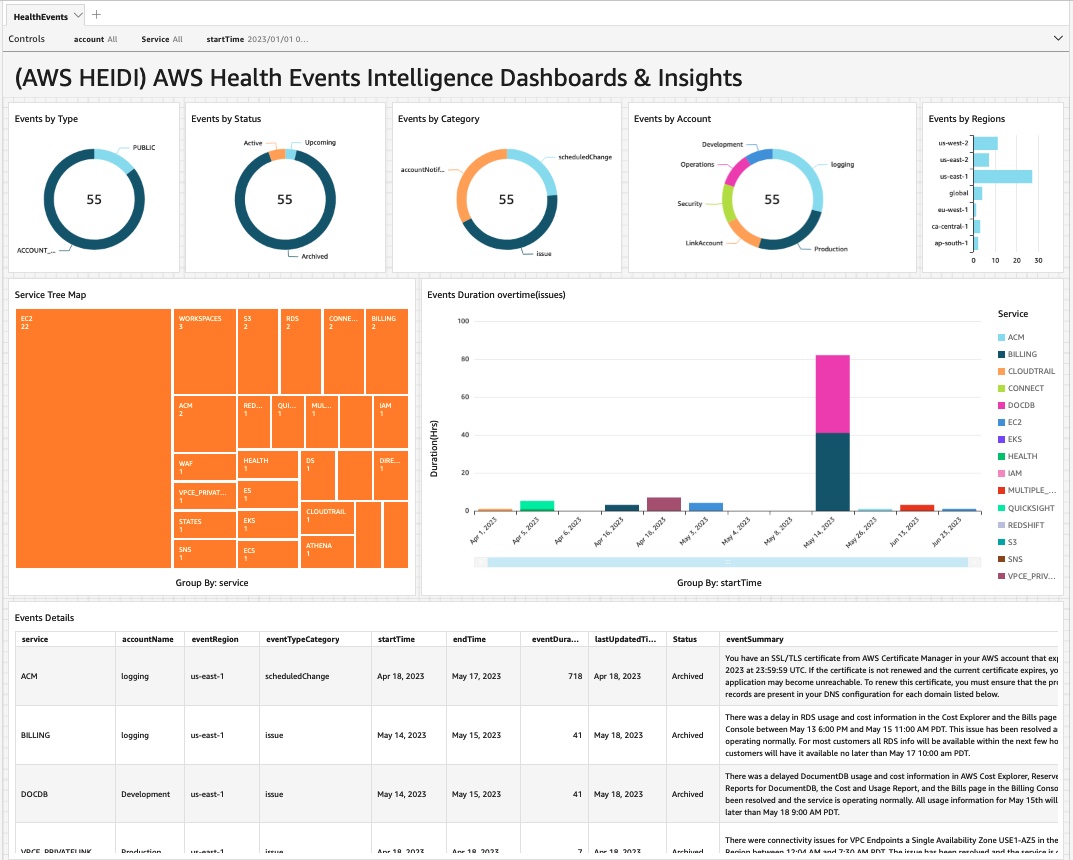 HealthEvents
Controls account All Service All startTime 2023/01/01 0...
(AWS HEIDI) AWS Health Events Intelligence Dashboards & Insights
Events by Type
PUBLIC
55
ACCOUNT_...
Events by Status
Active
Upcoming
55
Archived
Events by Category
scheduledChange
accountNotif...
55
issue
Events by Account
Development
Operations
logging
55
Security
LinkAccount
Production
Events by Regions
us-west-2
us-east-2
us-east-1
global
eu-west-1
ca-central-1
ap-south-1
0 10 20 30
Service Tree Map
EC2
22
WORKSPACES
3
S3
2
RDS
2
CONNE...
2
BILLING
2
ACM
2
RED...
1
QUI...
1
MUL...
1
IAM
1
WAF
1
HEALTH
1
DS
1
DIRE...
1
VPCE_PRIVAT...
1
ES
1
STATES
1
EKS
1
CLOUDTRAIL
1
SNS
1
ECS
1
ATHENA
1
Group By: service
Events Duration overtime(issues)
Duration(Hrs)
100
80
60
40
20
0
Apr 1, 2023
Apr 5, 2023
Apr 6, 2023
Apr 16, 2023
Apr 18, 2023
May 3, 2023
May 4, 2023
May 8, 2023
May 14, 2023
May 26, 2023
Jun 13, 2023
Jun 23, 2023
Group By: startTime
Service
ACM
BILLING
CLOUDTRAIL
CONNECT
DOCDB
EC2
EKS
HEALTH
IAM
MULTIPLE_...
QUICKSIGHT
REDSHIFT
S3
SNS
VPCE_PRIV...
Events Details
service accountName eventRegion eventTypeCategory startTime endTime eventDura... lastUpdatedTi... Status eventSummary
ACM logging us-east-1 scheduledChange Apr 18, 2023 May 17, 2023 718 Apr 18, 2023 Archived
You have an SSL/TLS certificate from AWS Certificate Manager in your AWS account that exp
2023 at 23:59:59 UTC. If the certificate is not renewed and the current certificate expires, yo
application may become unreachable. To renew this certificate, you must ensure that the pro
records are present in your DNS configuration for each domain listed below.
BILLING logging us-east-1 issue May 14, 2023 May 15, 2023 41 May 18, 2023 Archived
There was a delay in RDS usage and cost information in the Cost Explorer and the Bills page
Console between May 13 6:00 PM and May 15 11:00 AM PDT. This issue has been resolved a
operating normally. For most customers all RDS info will be available within the next few ho
customers will have it available no later than May 17 10:00 am PDT.
DOCDB Development us-east-1 issue May 14, 2023 May 15, 2023 41 May 18, 2023 Archived
There was a delayed DocumentDB usage and cost information in AWS Cost Explorer, Reserve
Reports for DocumentDB, the Cost and Usage Report, and the Bills page in the Billing Conso
been resolved and the service is operating normally. All usage information for May 15th will
later than May 18 9:00 AM PDT.
VPCE_PRIVATELINK Production us-east-1 issue Apr 18, 2023 Apr 18, 2023 7 Apr 18, 2023 Archived
There were connectivity issues for VPC Endpoints a Single Availability Zone USE1-AZ5 in the
Region between 12:04 AM and 7:30 AM PDT. The issue has been resolved and the service is